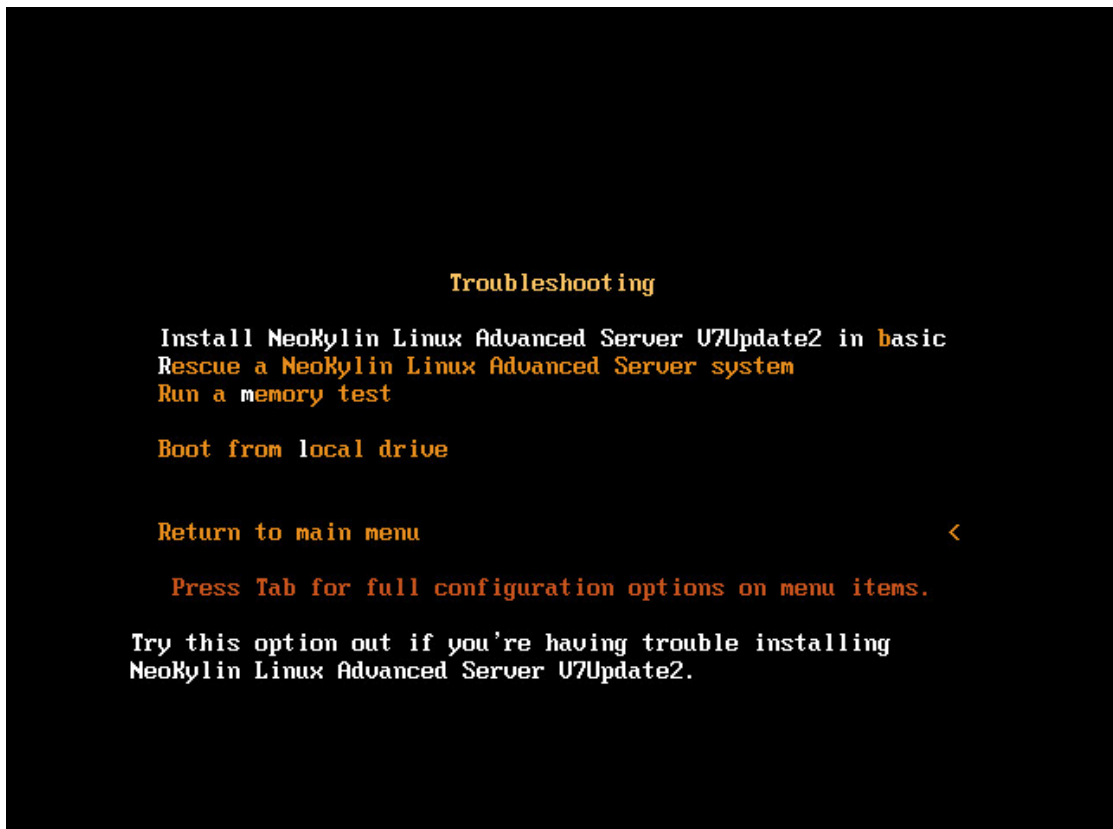 Troubleshooting
Install NeoKylin Linux Advanced Server V7Update2 in basic
Rescue a NeoKylin Linux Advanced Server system
Run a memory test
Boot from local drive
Return to main menu <
Press Tab for full configuration options on menu items.
Try this option out if you're having trouble installing
NeoKylin Linux Advanced Server V7Update2.